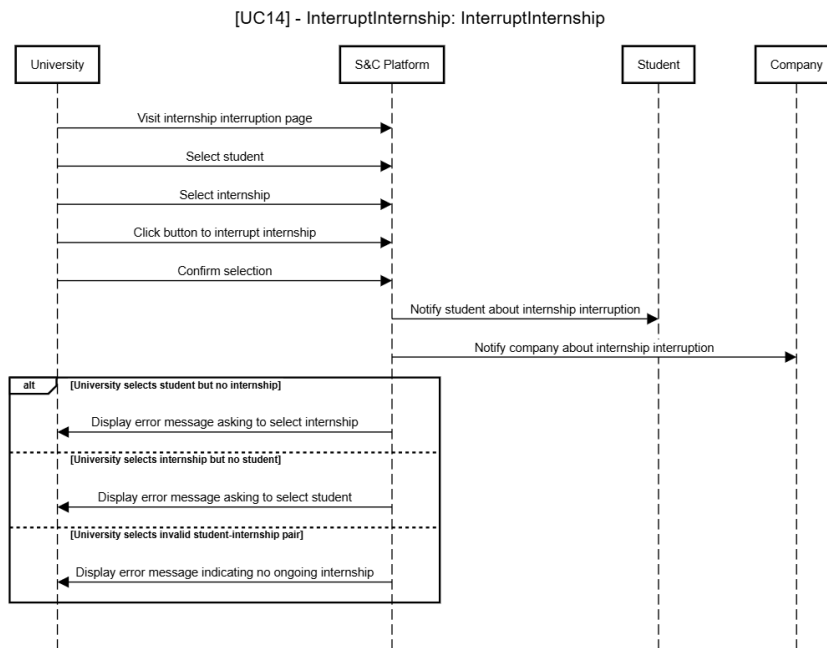 [UC14] - InterruptInternship: InterruptInternship
University
S&C Platform
Student
Company
Visit internship interruption page
Select student
Select internship
Click button to interrupt internship
Confirm selection
Notify student about internship interruption
Notify company about internship interruption
alt
[University selects student but no internship]
Display error message asking to select internship
[University selects internship but no student]
Display error message asking to select student
[University selects invalid student-internship pair]
Display error message indicating no ongoing internship